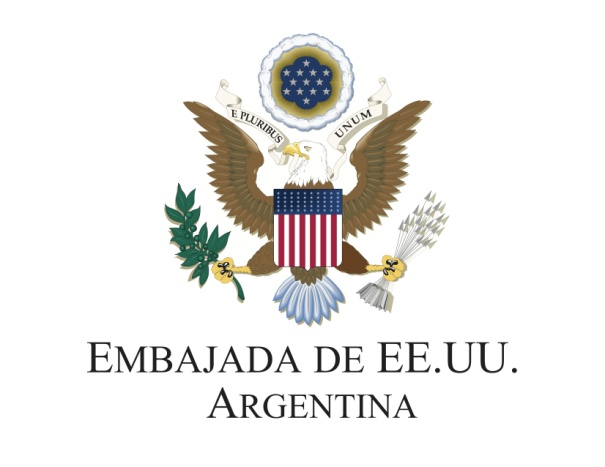 E PLURIBUS UNUM
EMBAJADA DE EE.UU.
ARGENTINA